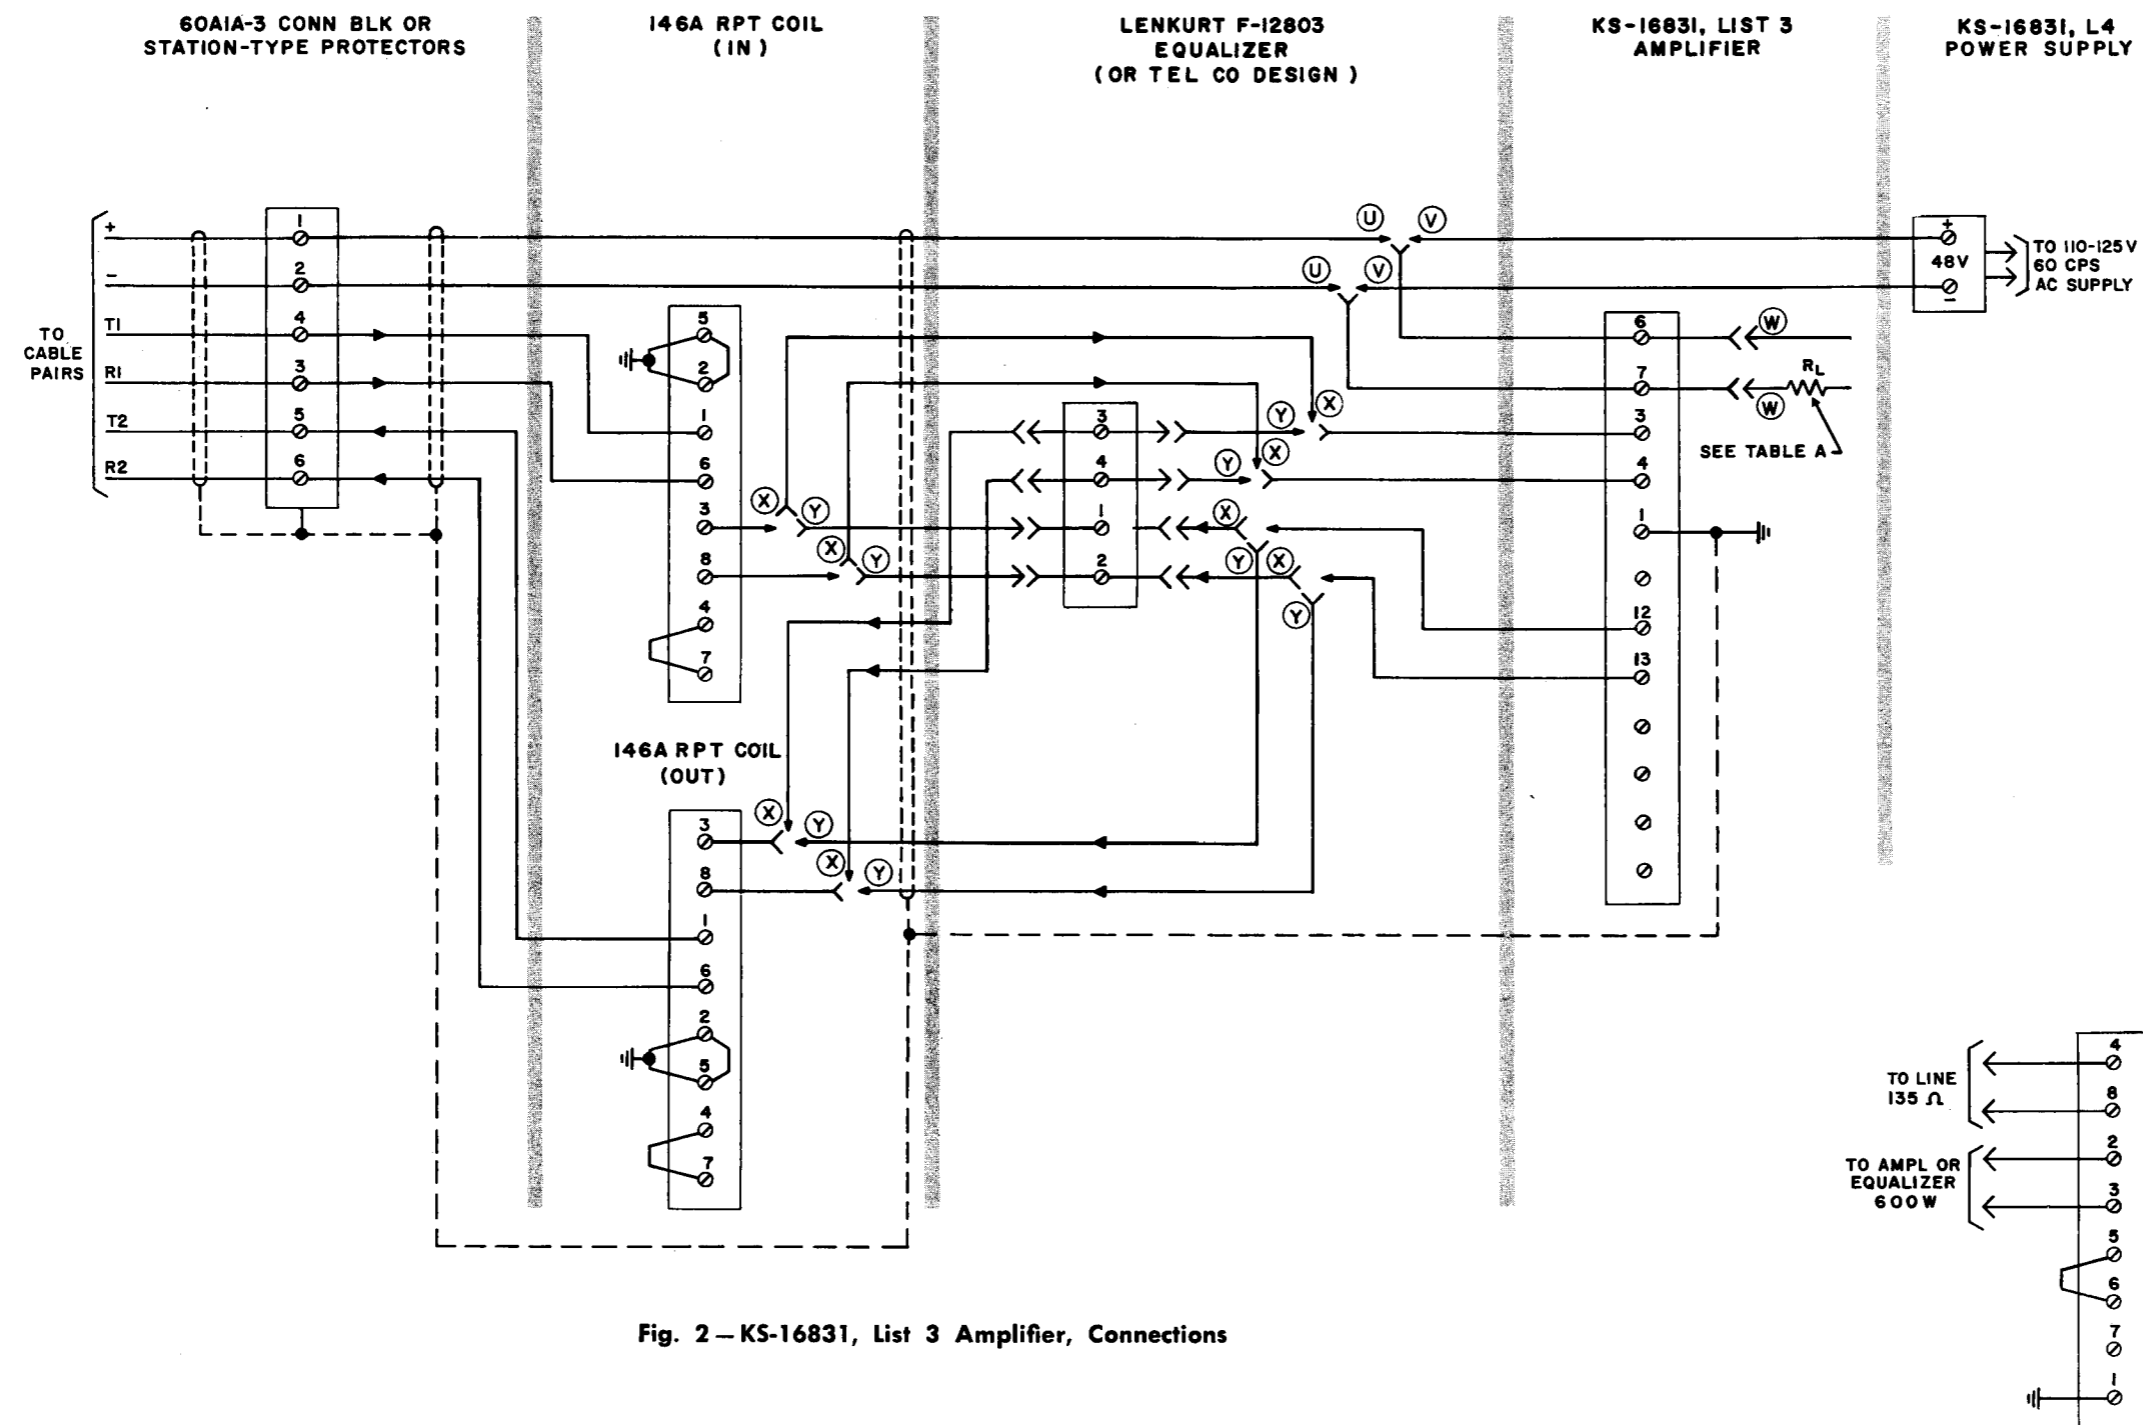 60A1A-3 CONN BLK OR
STATION-TYPE PROTECTORS
146A RPT COIL
(IN)
LENKURT F-12803
EQUALIZER
(OR TEL CO DESIGN)
KS-16831, LIST 3
AMPLIFIER
KS-16831, L4
POWER SUPPLY
TO
CABLE
PAIRS
+
-
T1
R1
T2
R2
1
2
4
3
5
6
5
2
1
6
3
8
4
7
X
Y
X
Y
146A RPT COIL
(OUT)
3
8
1
6
2
5
4
7
X
Y
X
Y
3
4
1
2
U
V
U
V
Y
X
Y
X
X
Y
X
Y
6
7
3
4
1
12
13
W
RL
W
SEE TABLE A
+
48V
-
TO 110-125V
60 CPS
AC SUPPLY
TO LINE
135 Ω
TO AMPL OR
EQUALIZER
600W
4
8
2
3
5
6
7
1
Fig. 2—KS-16831, List 3 Amplifier, Connections